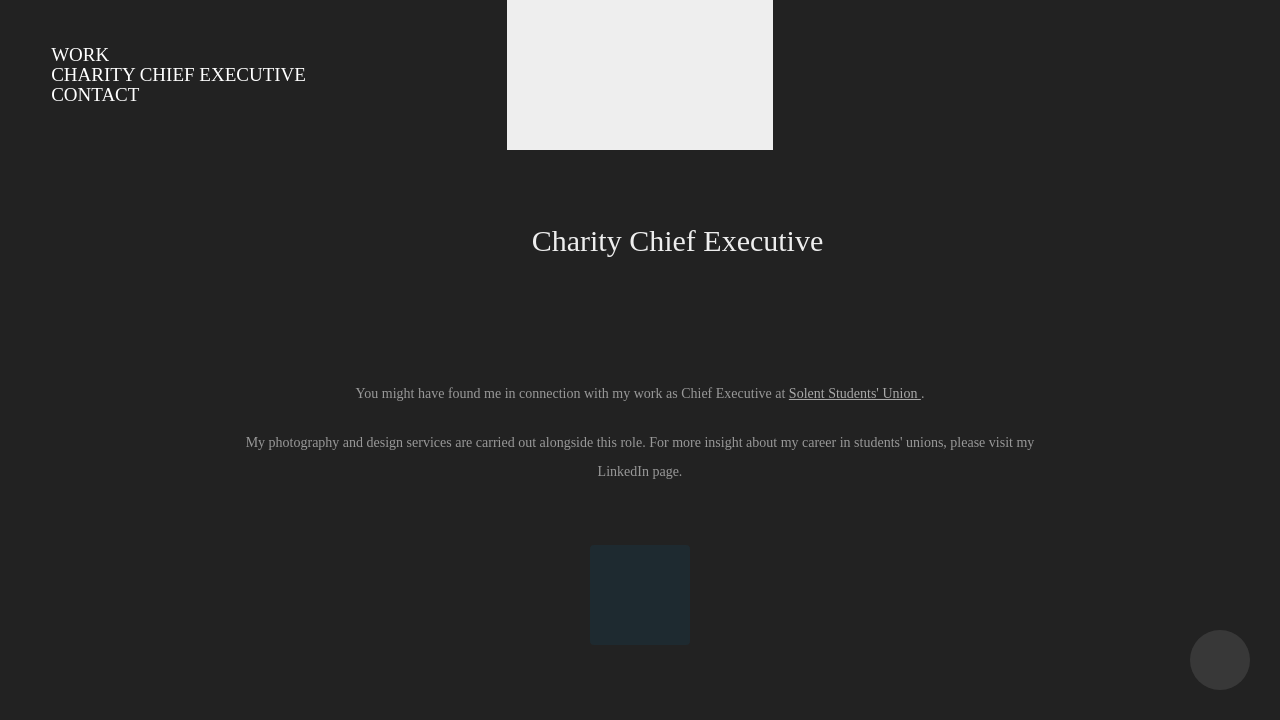 WORK
CHARITY CHIEF EXECUTIVE
CONTACT
Charity Chief Executive
You might have found me in connection with my work as Chief Executive at Solent Students' Union .
My photography and design services are carried out alongside this role. For more insight about my career in students' unions, please visit my
LinkedIn page.